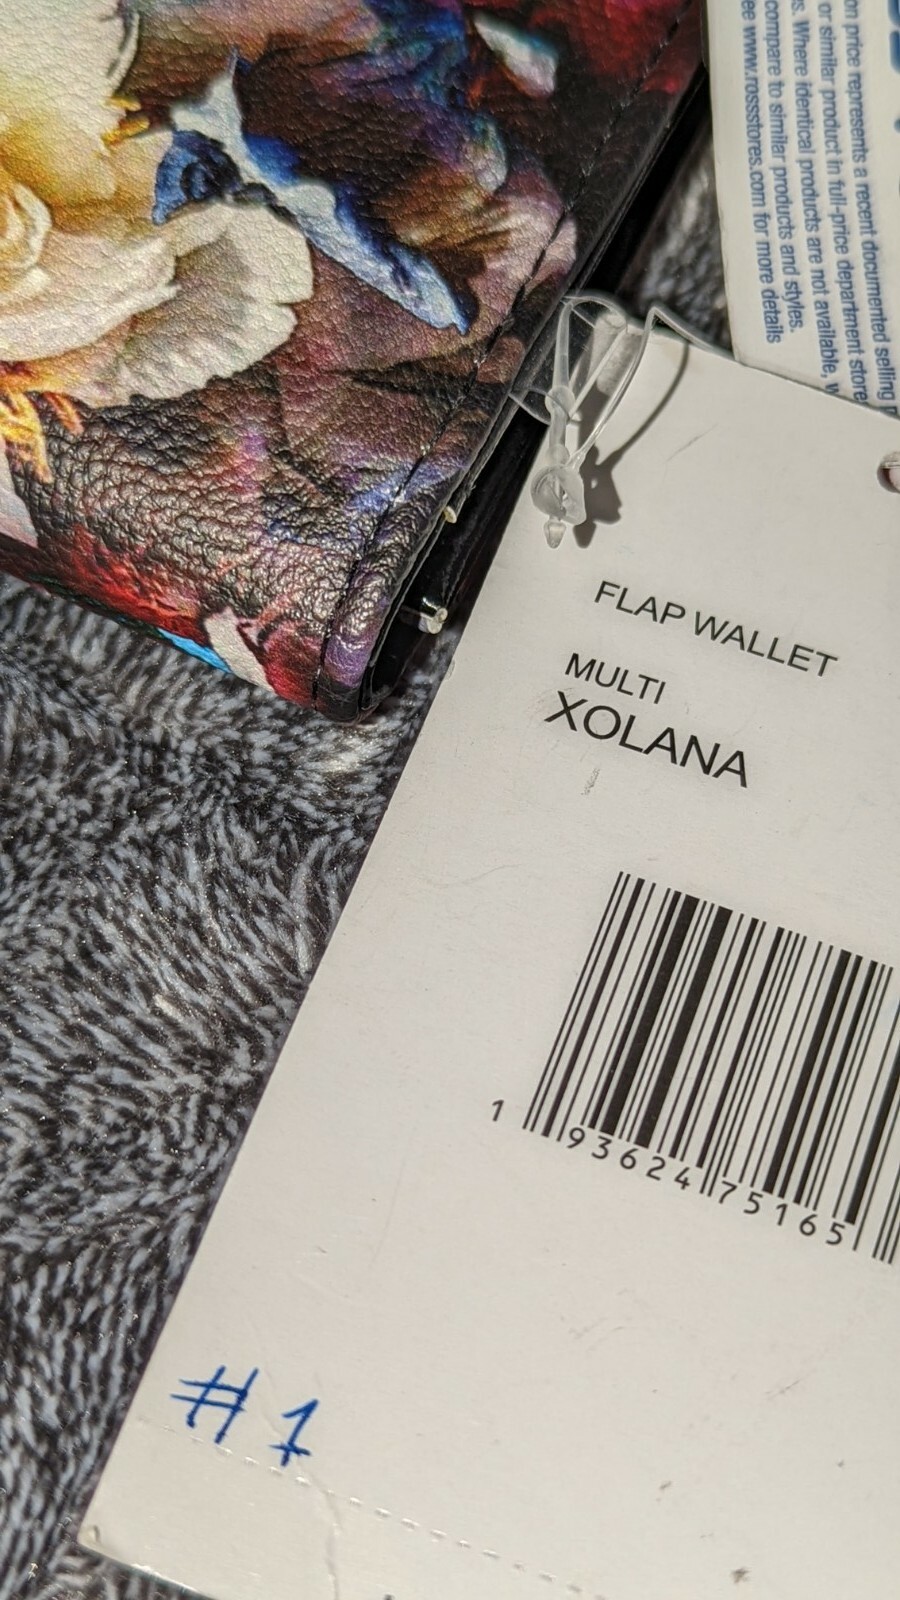 on price represents a recent documented selling
or similar product in full-price department store
s. Where identical products are not available,
compare to similar products and styles.
ee www.rossstores.com for more details
FLAP WALLET
MULTI
XOLANA
1 93624 75165
#1